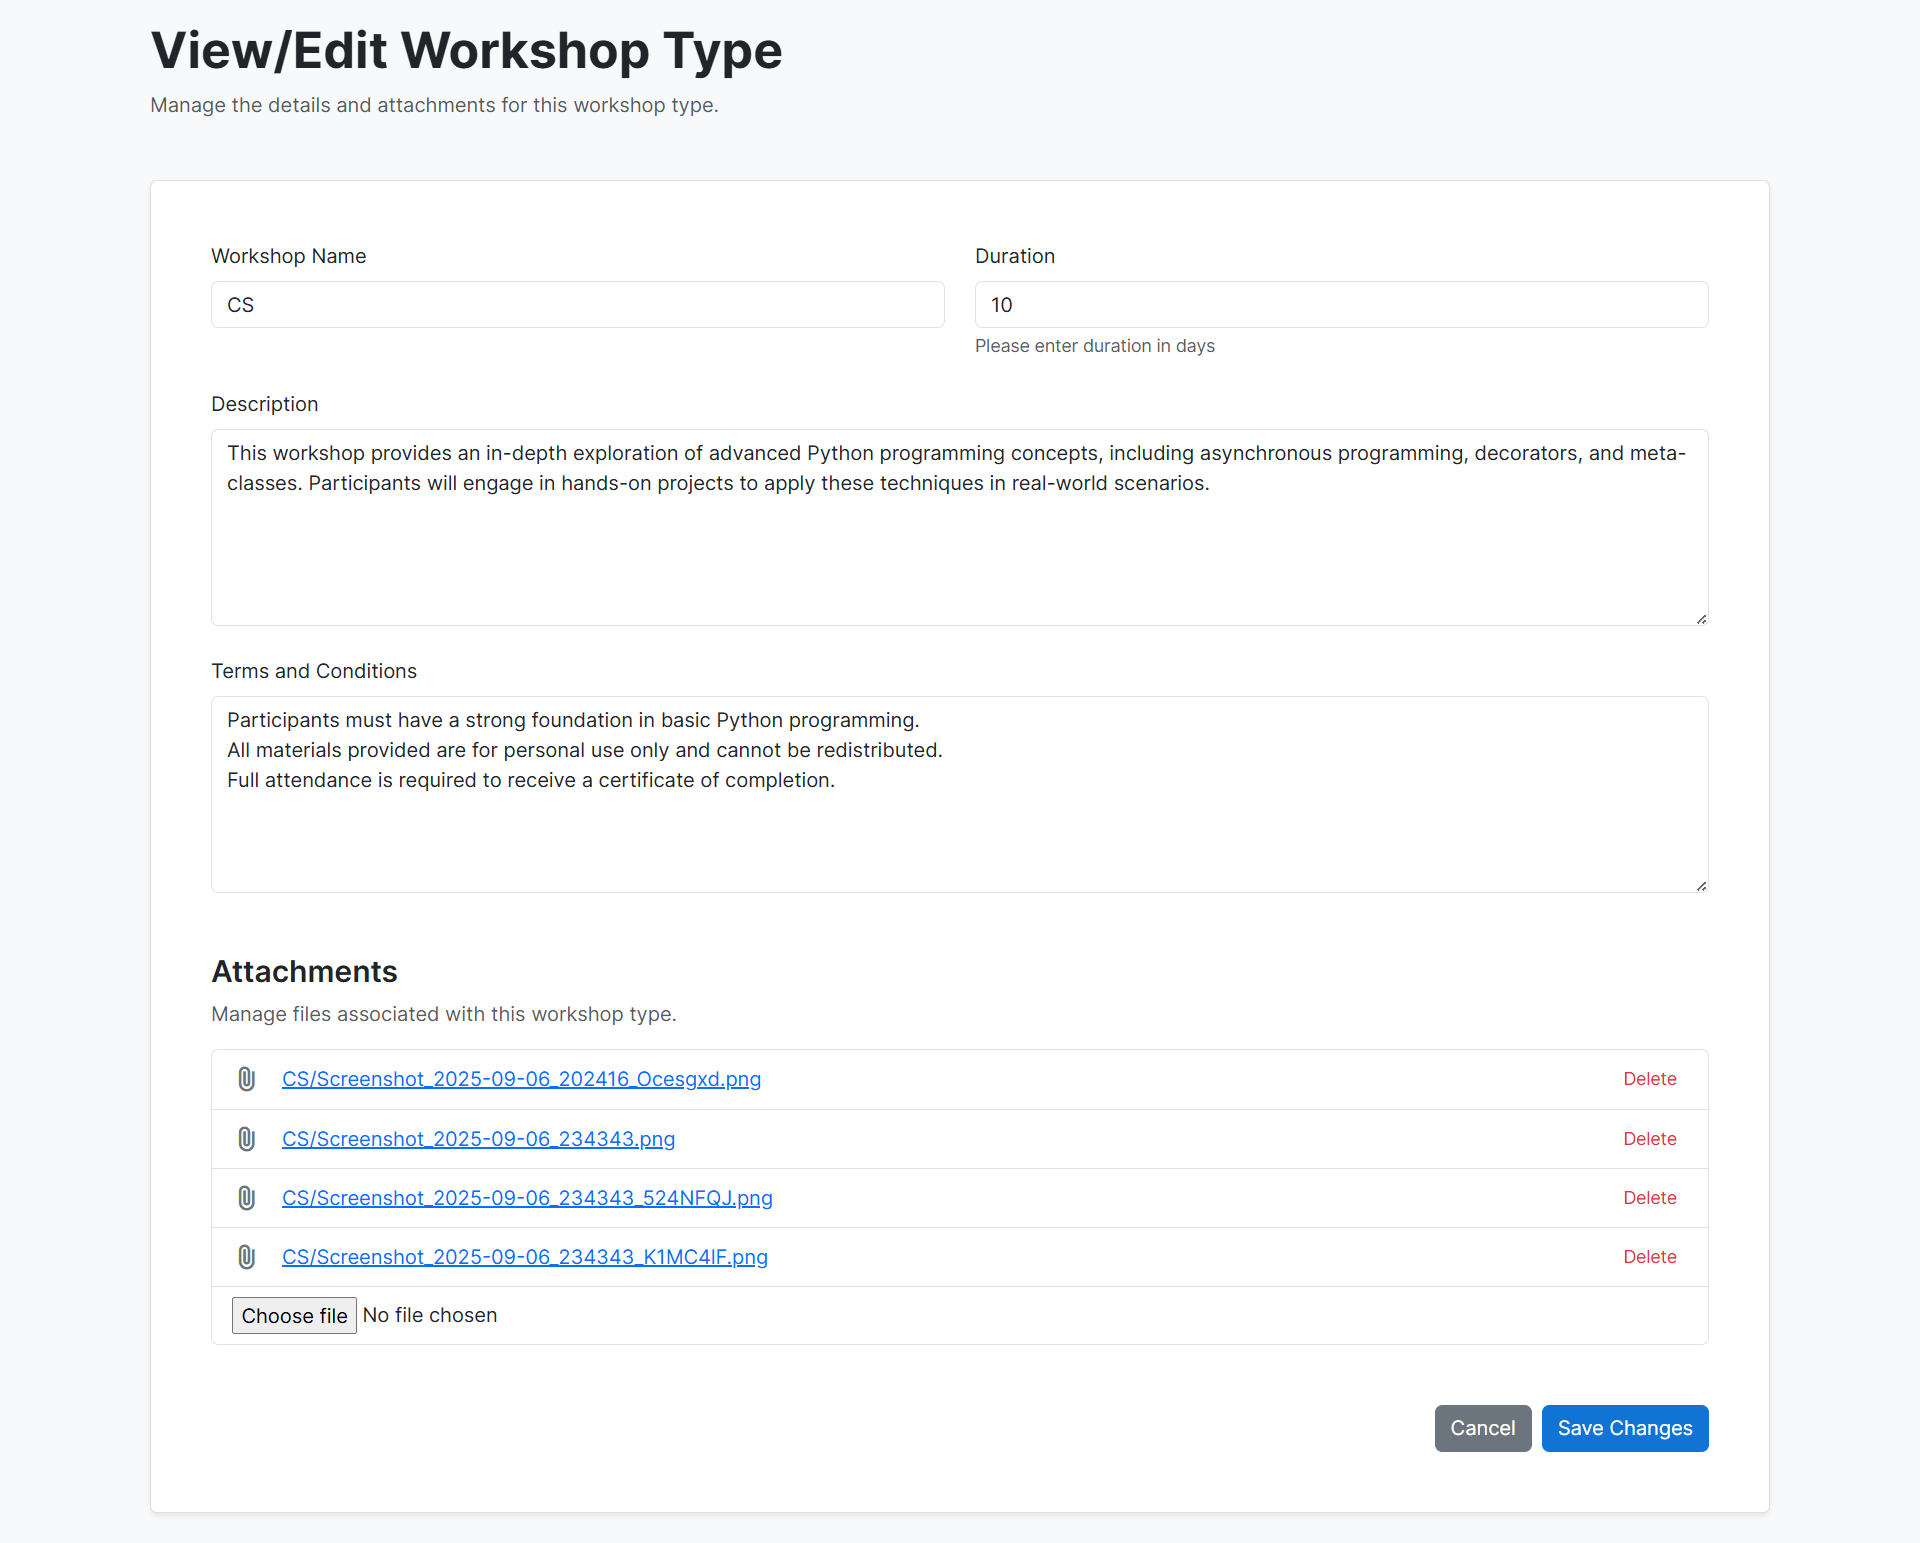 View/Edit Workshop Type
Manage the details and attachments for this workshop type.
Workshop Name
CS
Duration
10
Please enter duration in days
Description
This workshop provides an in-depth exploration of advanced Python programming concepts, including asynchronous programming, decorators, and meta-
classes. Participants will engage in hands-on projects to apply these techniques in real-world scenarios.
Terms and Conditions
Participants must have a strong foundation in basic Python programming.
All materials provided are for personal use only and cannot be redistributed.
Full attendance is required to receive a certificate of completion.
Attachments
Manage files associated with this workshop type.
CS/Screenshot_2025-09-06_202416_Ocesgxd.png Delete
CS/Screenshot_2025-09-06_234343.png Delete
CS/Screenshot_2025-09-06_234343_524NFQJ.png Delete
CS/Screenshot_2025-09-06_234343_K1MC4lF.png Delete
Choose file No file chosen
Cancel Save Changes